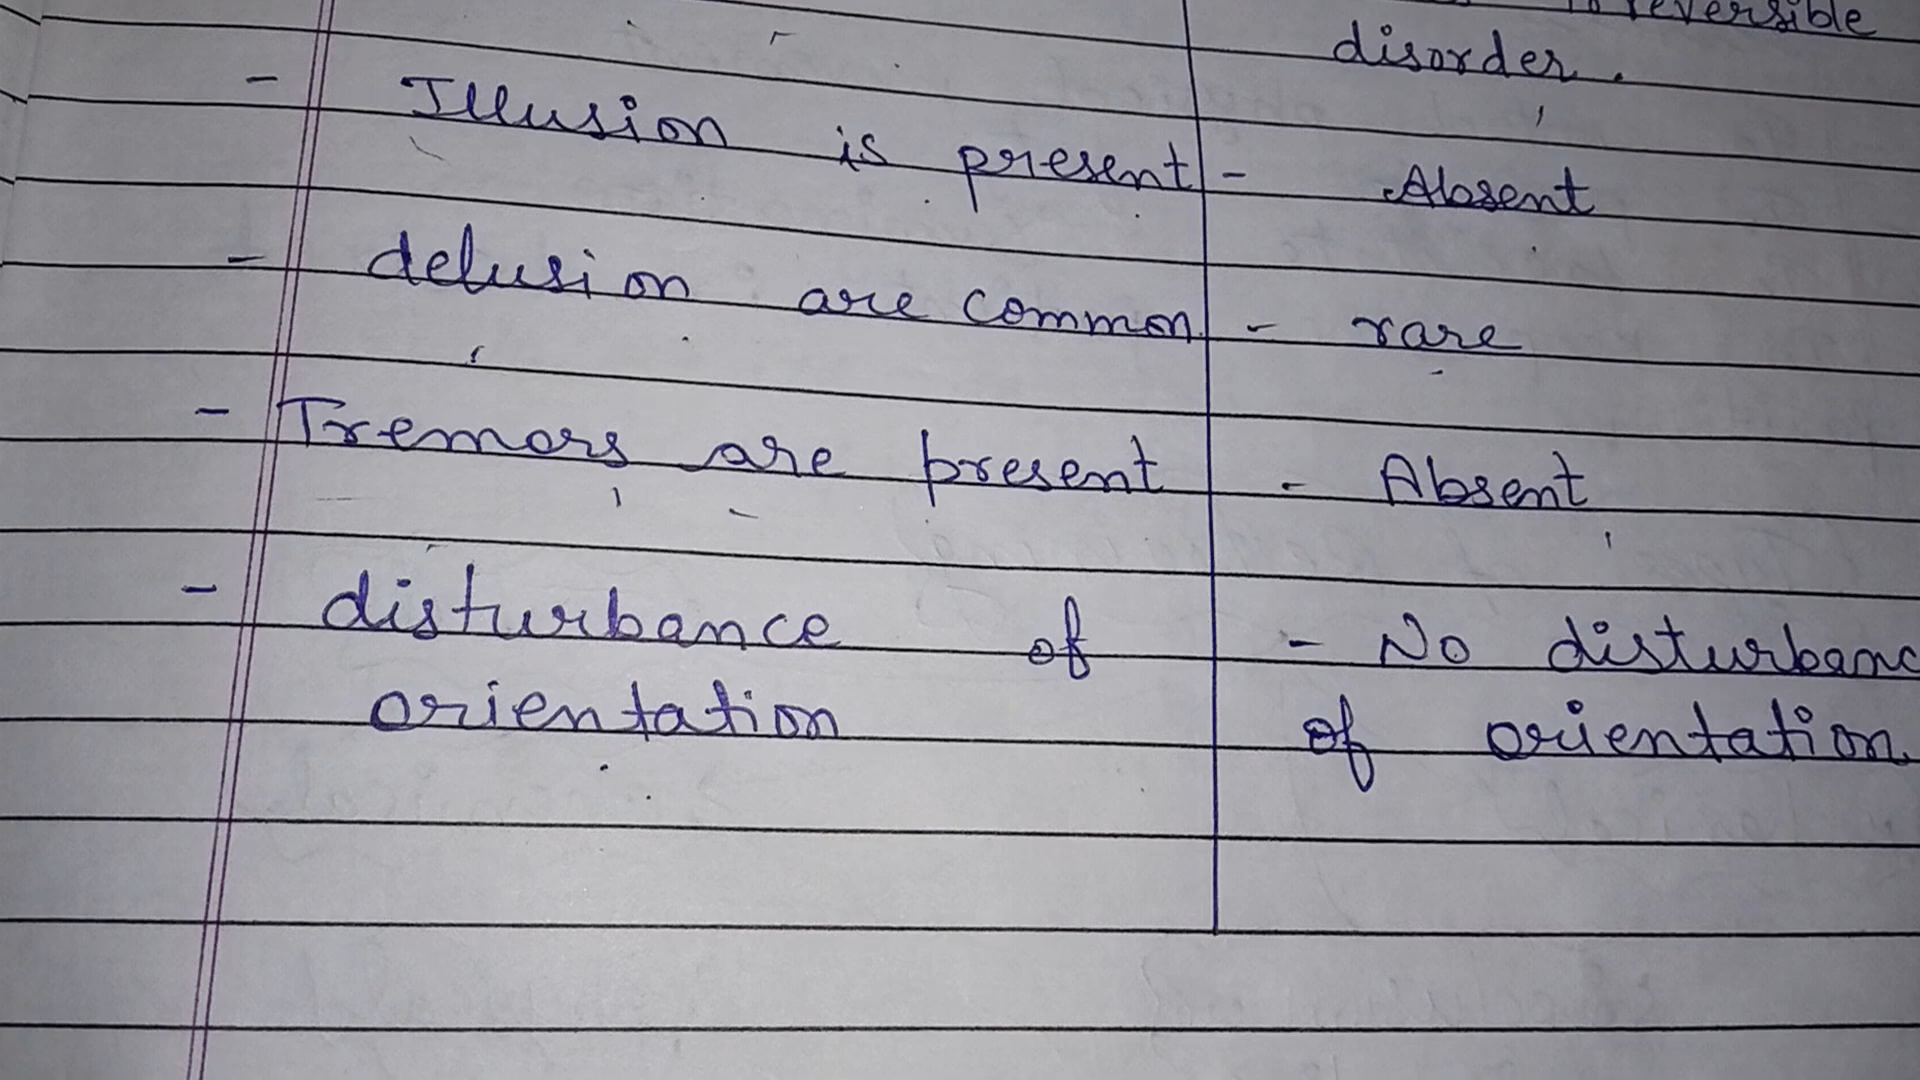 reversible
disorder.
- Illusion is present - Absent
- delusion are common - rare
- Tremors are present - Absent
- disturbance of - No disturbanc
orientation of orientation.